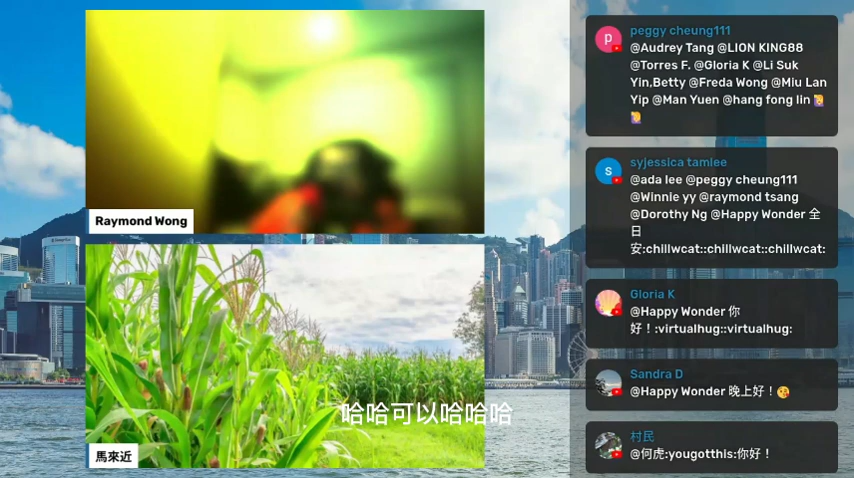 Raymond Wong
馬來近
哈哈可以哈哈哈
peggy cheung111
@Audrey Tang @LION KING88
@Torres F. @Gloria K @Li Suk
Yin,Betty @Freda Wong @Miu Lan
Yip @Man Yuen @hang fong lin 🙋
🙋
syjessica tamlee
@ada lee @peggy cheung111
@Winnie yy @raymond tsang
@Dorothy Ng @Happy Wonder 全
日
安:chillwcat::chillwcat::chillwcat:
Gloria K
@Happy Wonder 你
好！:virtualhug::virtualhug:
Sandra D
@Happy Wonder 晚上好！😘
村民
@何虎:yougotthis:你好！